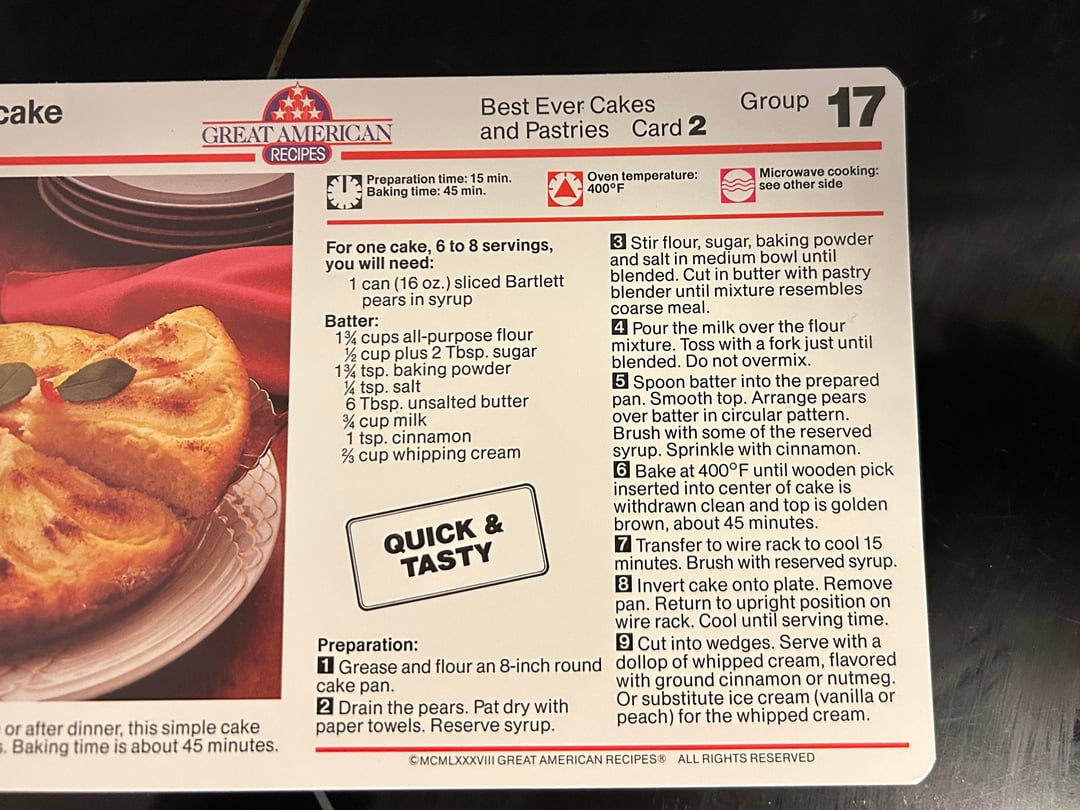 cake
GREAT AMERICAN
RECIPES
Best Ever Cakes
and Pastries Card 2
Group 17
Preparation time: 15 min.
Baking time: 45 min.
Oven temperature:
400°F
Microwave cooking:
see other side
For one cake, 6 to 8 servings,
you will need:
1 can (16 oz.) sliced Bartlett
pears in syrup
Batter:
1¾ cups all-purpose flour
½ cup plus 2 Tbsp. sugar
1¾ tsp. baking powder
¼ tsp. salt
6 Tbsp. unsalted butter
¾ cup milk
1 tsp. cinnamon
⅔ cup whipping cream
QUICK &
TASTY
Preparation:
1 Grease and flour an 8-inch round
cake pan.
2 Drain the pears. Pat dry with
paper towels. Reserve syrup.
3 Stir flour, sugar, baking powder
and salt in medium bowl until
blended. Cut in butter with pastry
blender until mixture resembles
coarse meal.
4 Pour the milk over the flour
mixture. Toss with a fork just until
blended. Do not overmix.
5 Spoon batter into the prepared
pan. Smooth top. Arrange pears
over batter in circular pattern.
Brush with some of the reserved
syrup. Sprinkle with cinnamon.
6 Bake at 400°F until wooden pick
inserted into center of cake is
withdrawn clean and top is golden
brown, about 45 minutes.
7 Transfer to wire rack to cool 15
minutes. Brush with reserved syrup.
8 Invert cake onto plate. Remove
pan. Return to upright position on
wire rack. Cool until serving time.
9 Cut into wedges. Serve with a
dollop of whipped cream, flavored
with ground cinnamon or nutmeg.
Or substitute ice cream (vanilla or
peach) for the whipped cream.
or after dinner, this simple cake
. Baking time is about 45 minutes.
©MCMLXXXVIII GREAT AMERICAN RECIPES® ALL RIGHTS RESERVED